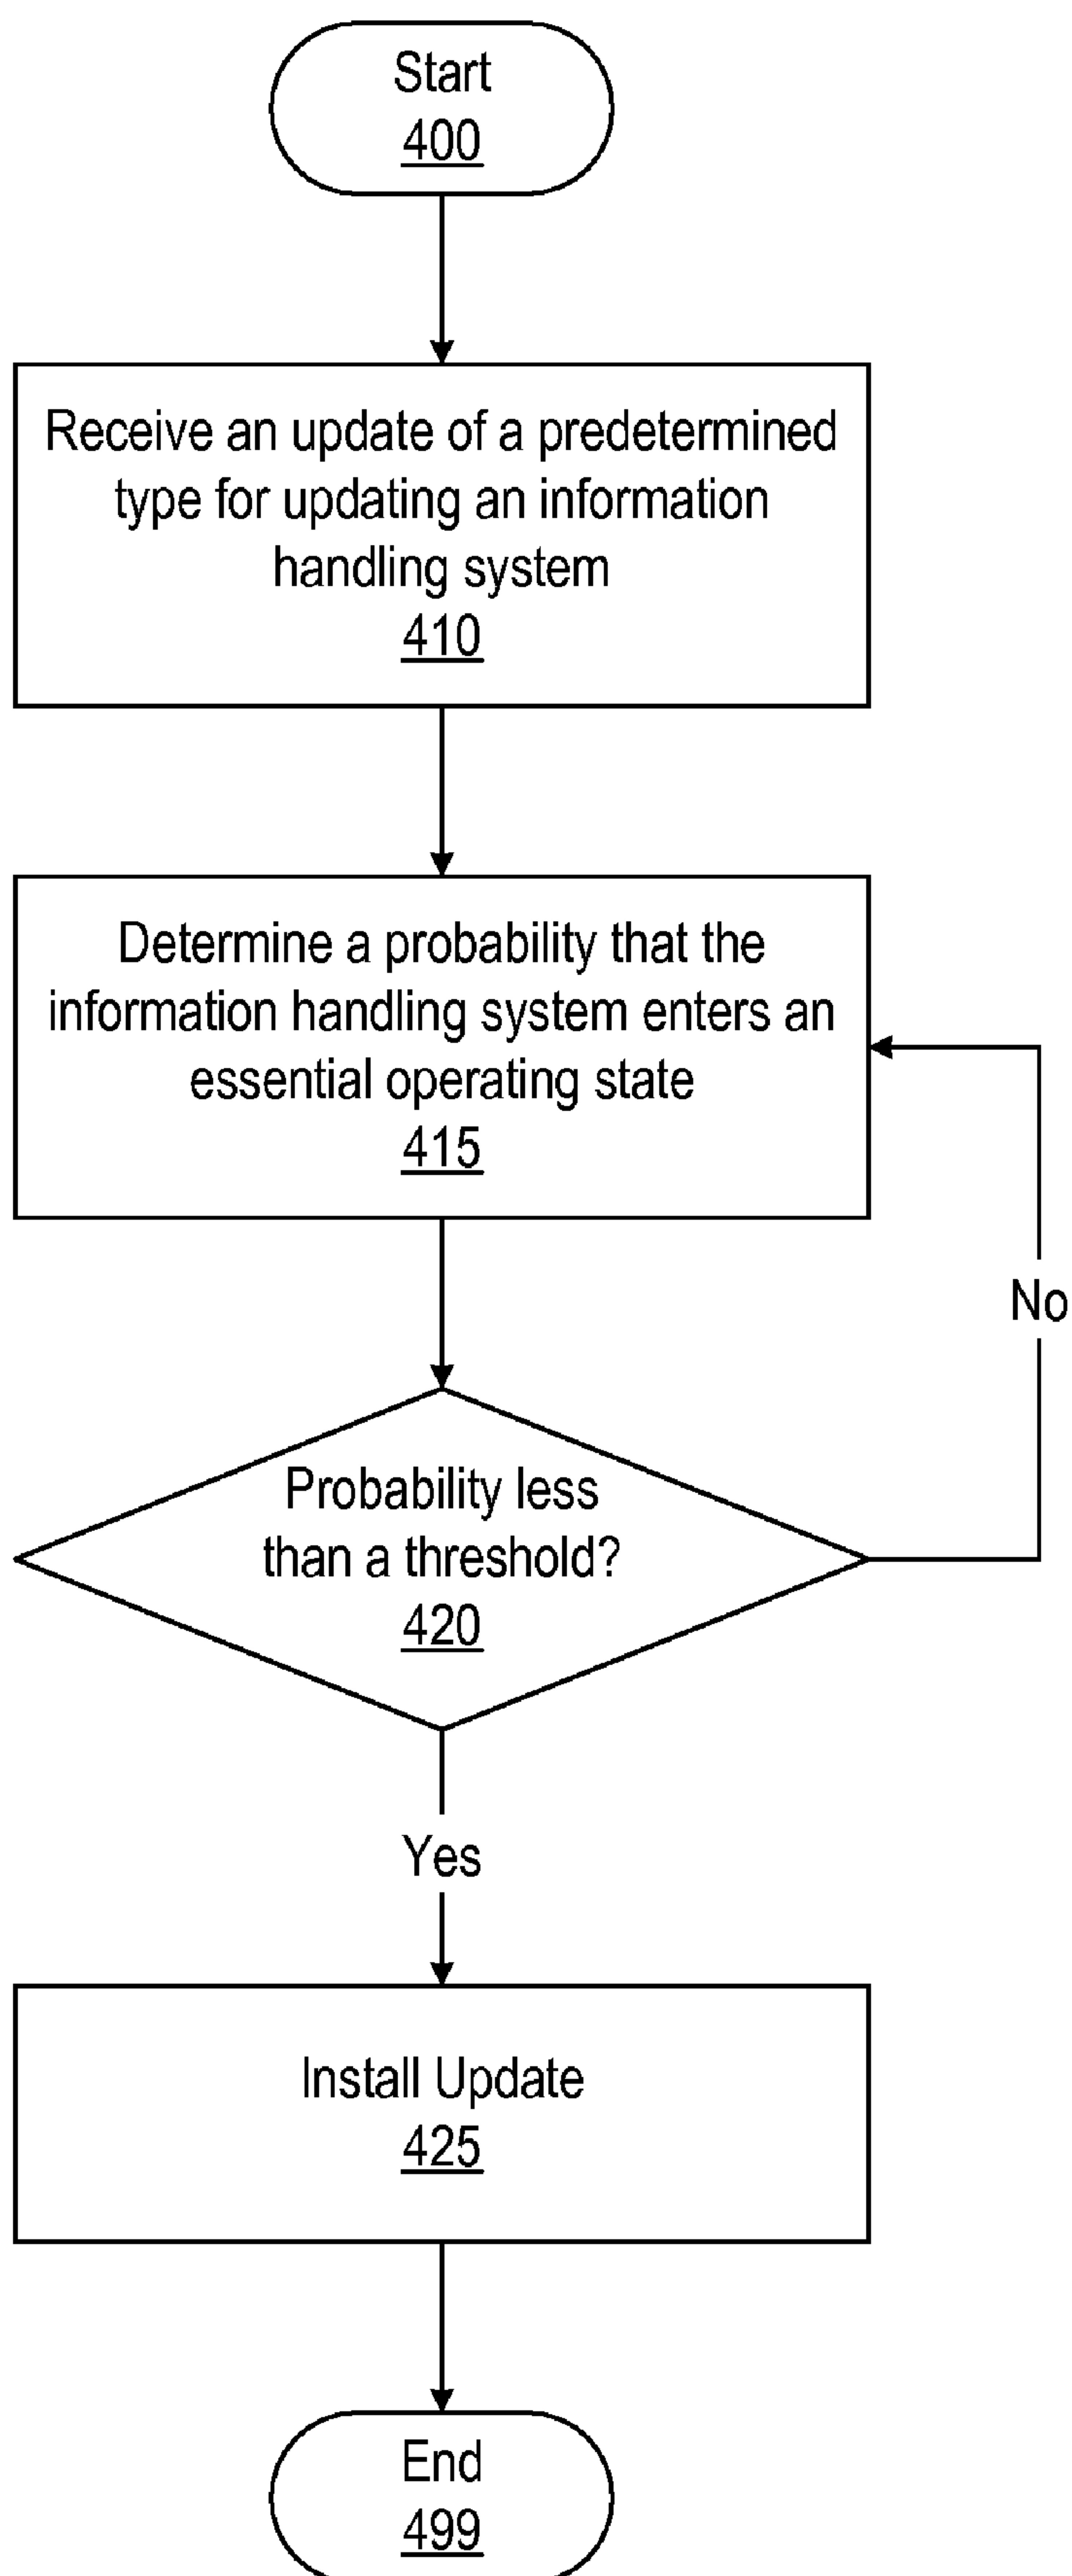 Start
400
Receive an update of a predetermined
type for updating an information
handling system
410
Determine a probability that the
information handling system enters an
essential operating state
415
No
Probability less
than a threshold?
420
Yes
Install Update
425
End
499